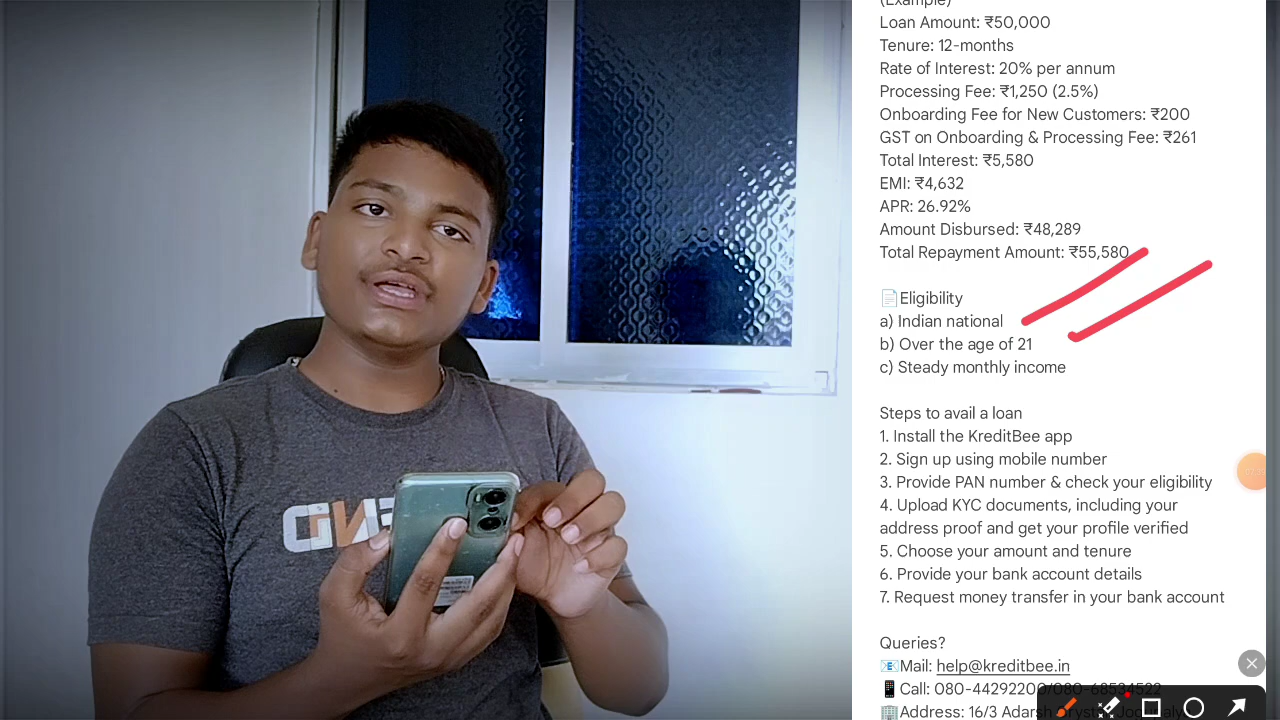 (Example)
Loan Amount: ₹50,000
Tenure: 12-months
Rate of Interest: 20% per annum
Processing Fee: ₹1,250 (2.5%)
Onboarding Fee for New Customers: ₹200
GST on Onboarding & Processing Fee: ₹261
Total Interest: ₹5,580
EMI: ₹4,632
APR: 26.92%
Amount Disbursed: ₹48,289
Total Repayment Amount: ₹55,580
Eligibility
a) Indian national
b) Over the age of 21
c) Steady monthly income
Steps to avail a loan
1. Install the KreditBee app
2. Sign up using mobile number
3. Provide PAN number & check your eligibility
4. Upload KYC documents, including your
address proof and get your profile verified
5. Choose your amount and tenure
6. Provide your bank account details
7. Request money transfer in your bank account
Queries?
Mail: help@kreditbee.in
Call: 080-44292200/080-68534522
Address: 16/3 Adarsh